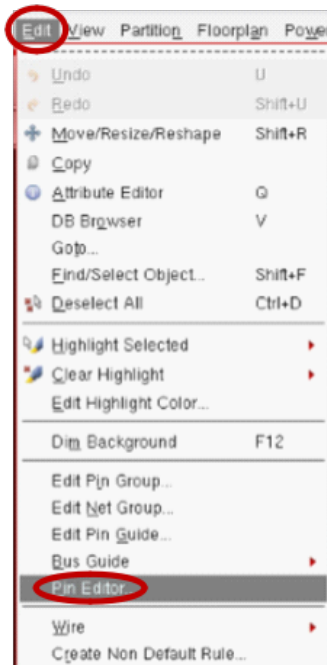 Edit View Partition Floorplan Power
Undo U
Redo Shift+U
Move/Resize/Reshape Shift+R
Copy
Attribute Editor Q
DB Browser V
Goto...
Find/Select Object... Shift+F
Deselect All Ctrl+D
Highlight Selected
Clear Highlight
Edit Highlight Color...
Dim Background F12
Edit Pin Group...
Edit Net Group...
Edit Pin Guide...
Bus Guide
Pin Editor...
Wire
Create Non Default Rule...